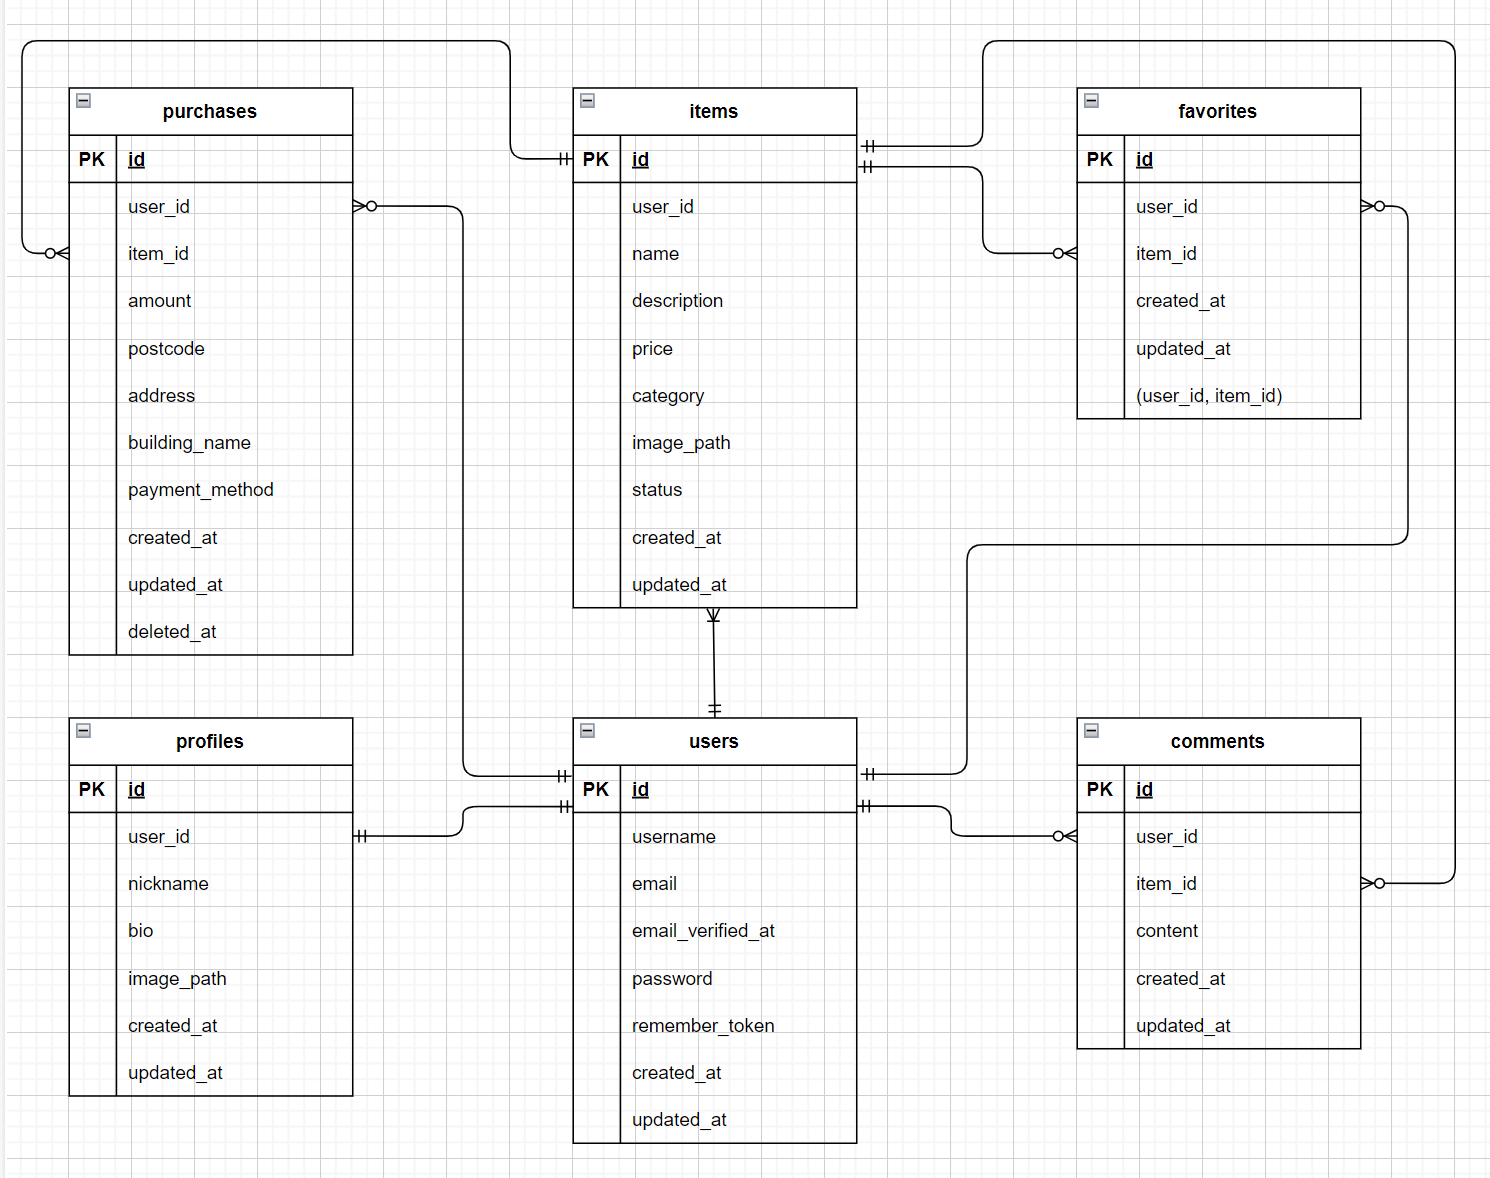 purchases
PK id
user_id
item_id
amount
postcode
address
building_name
payment_method
created_at
updated_at
deleted_at
items
PK id
user_id
name
description
price
category
image_path
status
created_at
updated_at
favorites
PK id
user_id
item_id
created_at
updated_at
(user_id, item_id)
profiles
PK id
user_id
nickname
bio
image_path
created_at
updated_at
users
PK id
username
email
email_verified_at
password
remember_token
created_at
updated_at
comments
PK id
user_id
item_id
content
created_at
updated_at